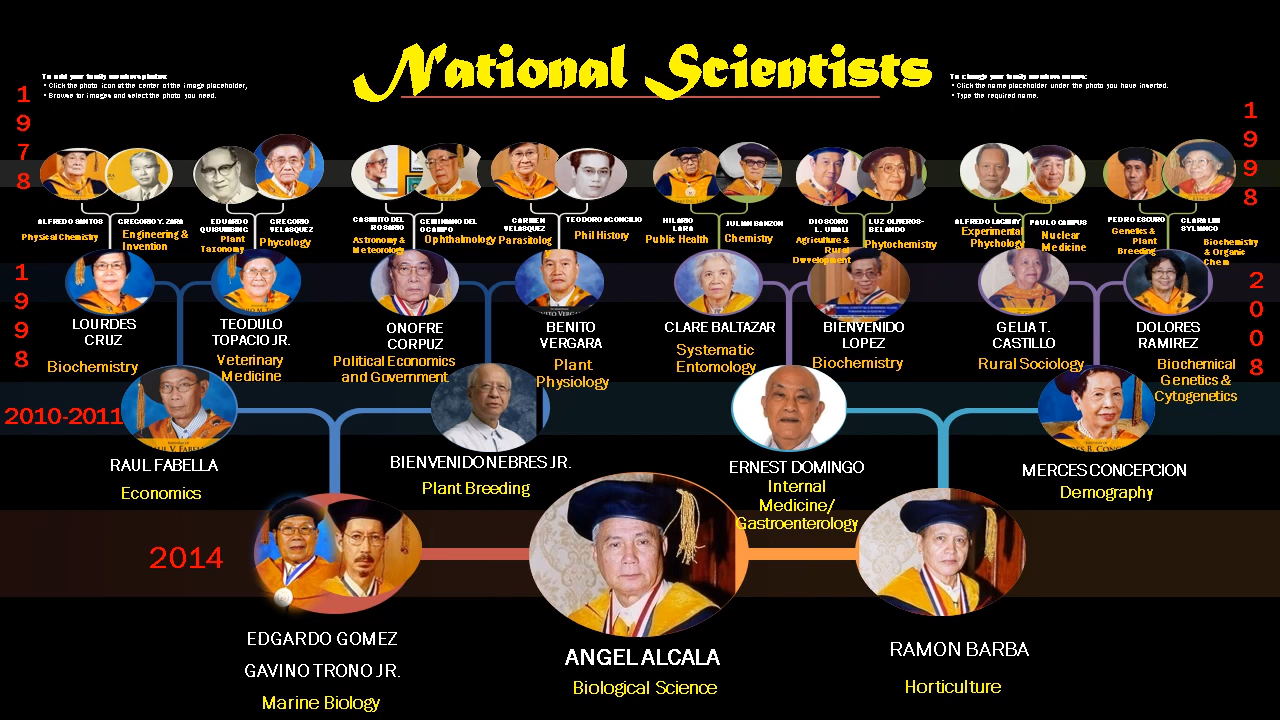 National Scientists
To add your family members photos:
• Click the photo icon at the center of the image placeholder,
• Browse for images and select the photo you need.
To change your family members names:
• Click the name placeholder under the photo you have inserted.
• Type the required name.
1
9
7
8
1
9
9
8
ALFREDO SANTOS
Physical Chemistry
GREGORIO Y. ZARA
Engineering &
Invention
EDUARDO
QUISUMBING
Plant
Taxonomy
GREGORIO
VELASQUEZ
Phycology
CASIMITO DEL
ROSARIO
Astronomy &
Meteorology
GEMINIANO DEL
OCAMPO
Ophthalmology
CARMEN
VELASQUEZ
Parasitolog
TEODORO AGONCILIO
Phil History
HILARIO
LARA
Public Health
JULIAN BANZON
Chemistry
DIOSCORO
L. UMALI
Agriculture &
Rural
Development
LUZ OLIVEROS-
BELANDO
Phytochemistry
ALFREDO LAGMAY
Experimental
Phychology
PAULO CAMPUS
Nuclear
Medicine
PEDRO ESCURO
Genetics &
Plant
Breeding
CLARA LIM
SYLIANCO
Biochemistry
& Organic
Chem
1
9
9
8
2
0
0
8
LOURDES
CRUZ
Biochemistry
TEODULO
TOPACIO JR.
Veterinary
Medicine
ONOFRE
CORPUZ
Political Economics
and Government
BENITO
VERGARA
Plant
Physiology
CLARE BALTAZAR
Systematic
Entomology
BIENVENIDO
LOPEZ
Biochemistry
GELIA T.
CASTILLO
Rural Sociology
DOLORES
RAMIREZ
Biochemical
Genetics &
Cytogenetics
2010-2011
RAUL FABELLA
Economics
BIENVENIDO NEBRES JR.
Plant Breeding
ERNEST DOMINGO
Internal
Medicine/
Gastroenterology
MERCES CONCEPCION
Demography
2014
EDGARDO GOMEZ
GAVINO TRONO JR.
Marine Biology
ANGEL ALCALA
Biological Science
RAMON BARBA
Horticulture